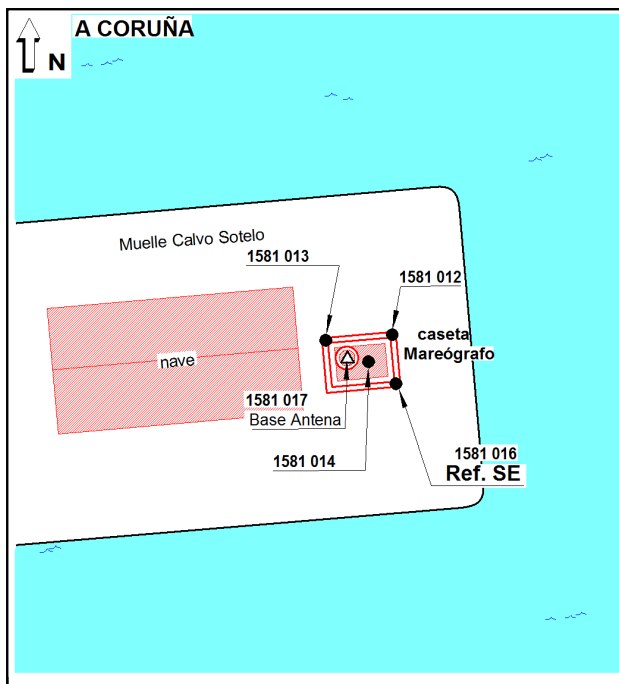 A CORUÑA
N
Muelle Calvo Sotelo
1581 013
1581 012
caseta
Mareógrafo
nave
1581 017
Base Antena
1581 014
1581 016
Ref. SE